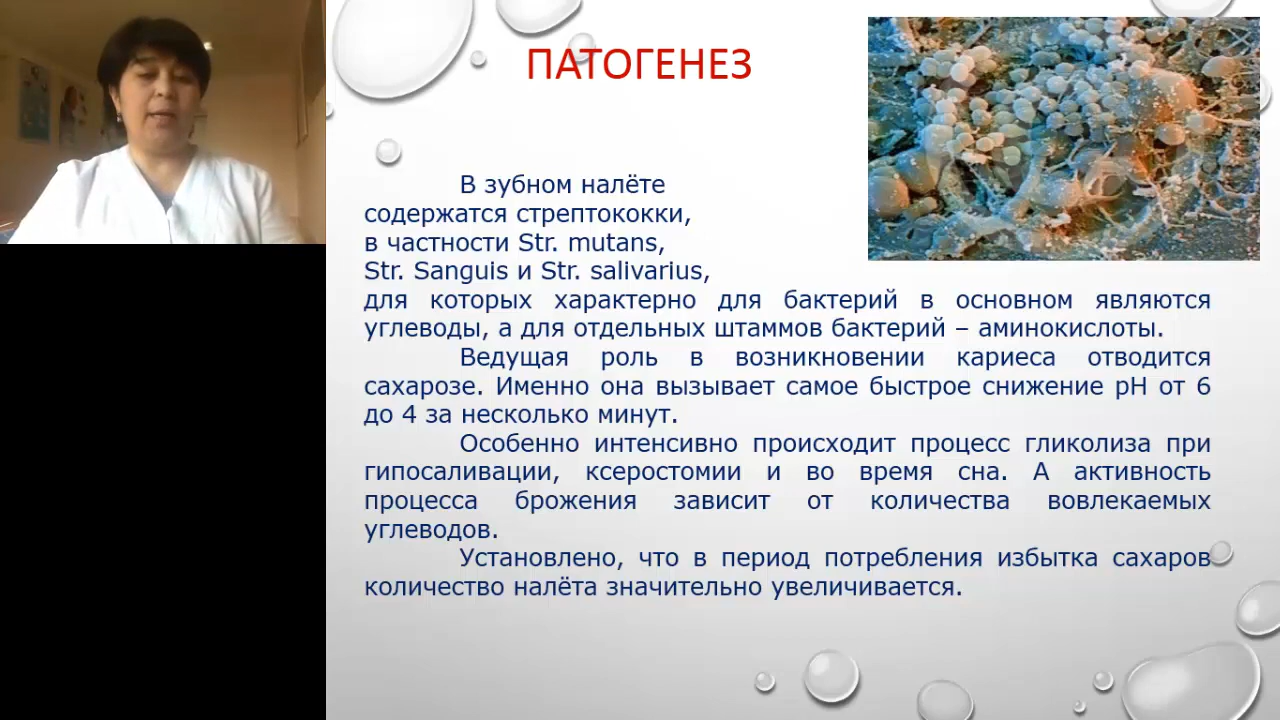 ПАТОГЕНЕЗ
В зубном налёте
содержатся стрептококки,
в частности Str. mutans,
Str. Sanguis и Str. salivarius,
для которых характерно для бактерий в основном являются
углеводы, а для отдельных штаммов бактерий – аминокислоты.
Ведущая роль в возникновении кариеса отводится
сахарозе. Именно она вызывает самое быстрое снижение рН от 6
до 4 за несколько минут.
Особенно интенсивно происходит процесс гликолиза при
гипосаливации, ксеростомии и во время сна. А активность
процесса брожения зависит от количества вовлекаемых
углеводов.
Установлено, что в период потребления избытка сахаров
количество налёта значительно увеличивается.